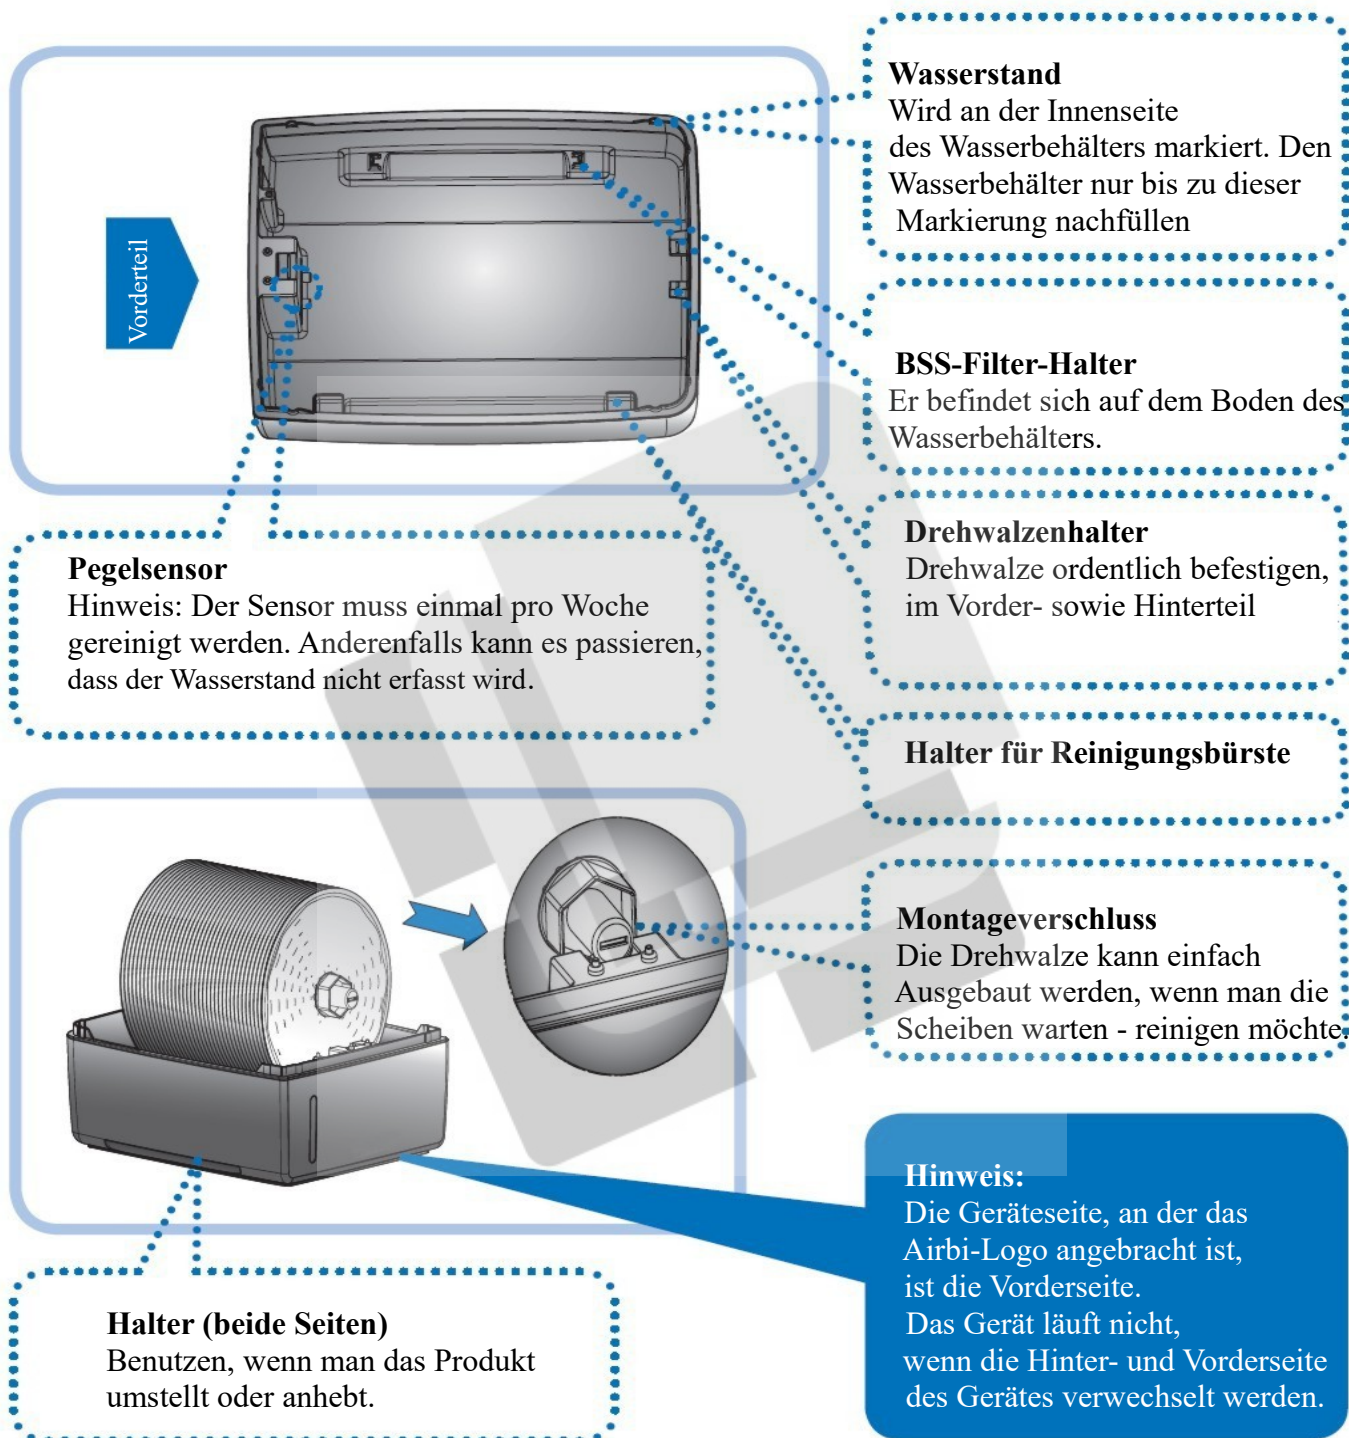 Wasserstand
Wird an der Innenseite
des Wasserbehälters markiert. Den
Wasserbehälter nur bis zu dieser
Markierung nachfüllen
Vorderteil
BSS-Filter-Halter
Er befindet sich auf dem Boden des
Wasserbehälters.
Drehwalzenhalter
Drehwalze ordentlich befestigen,
im Vorder- sowie Hinterteil
Pegelsensor
Hinweis: Der Sensor muss einmal pro Woche
gereinigt werden. Anderenfalls kann es passieren,
dass der Wasserstand nicht erfasst wird.
Halter für Reinigungsbürste
Montageverschluss
Die Drehwalze kann einfach
Ausgebaut werden, wenn man die
Scheiben warten - reinigen möchte.
Hinweis:
Die Geräteseite, an der das
Airbi-Logo angebracht ist,
ist die Vorderseite.
Das Gerät läuft nicht,
wenn die Hinter- und Vorderseite
des Gerätes verwechselt werden.
Halter (beide Seiten)
Benutzen, wenn man das Produkt
umstellt oder anhebt.